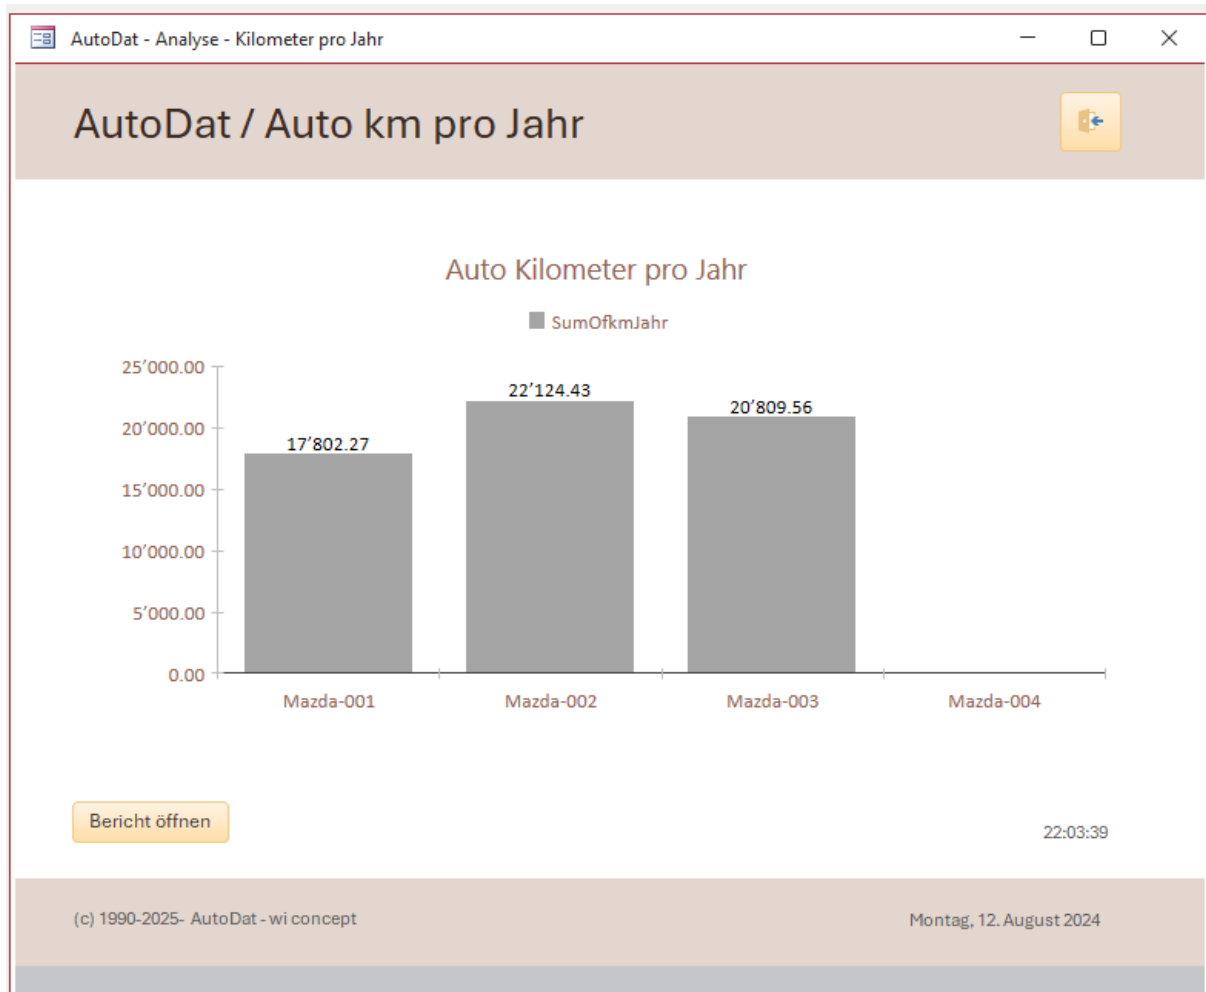 AutoDat - Analyse - Kilometer pro Jahr
AutoDat / Auto km pro Jahr
Auto Kilometer pro Jahr
SumOfkmJahr
25’000.00
20’000.00
15’000.00
10’000.00
5’000.00
0.00
17’802.27
22’124.43
20’809.56
Mazda-001 Mazda-002 Mazda-003 Mazda-004
Bericht öffnen
22:03:39
(c) 1990-2025- AutoDat - wi concept
Montag, 12. August 2024